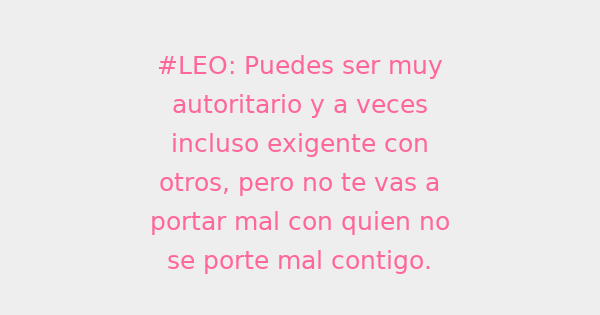 #LEO: Puedes ser muy
autoritario y a veces
incluso exigente con
otros, pero no te vas a
portar mal con quien no
se porte mal contigo.